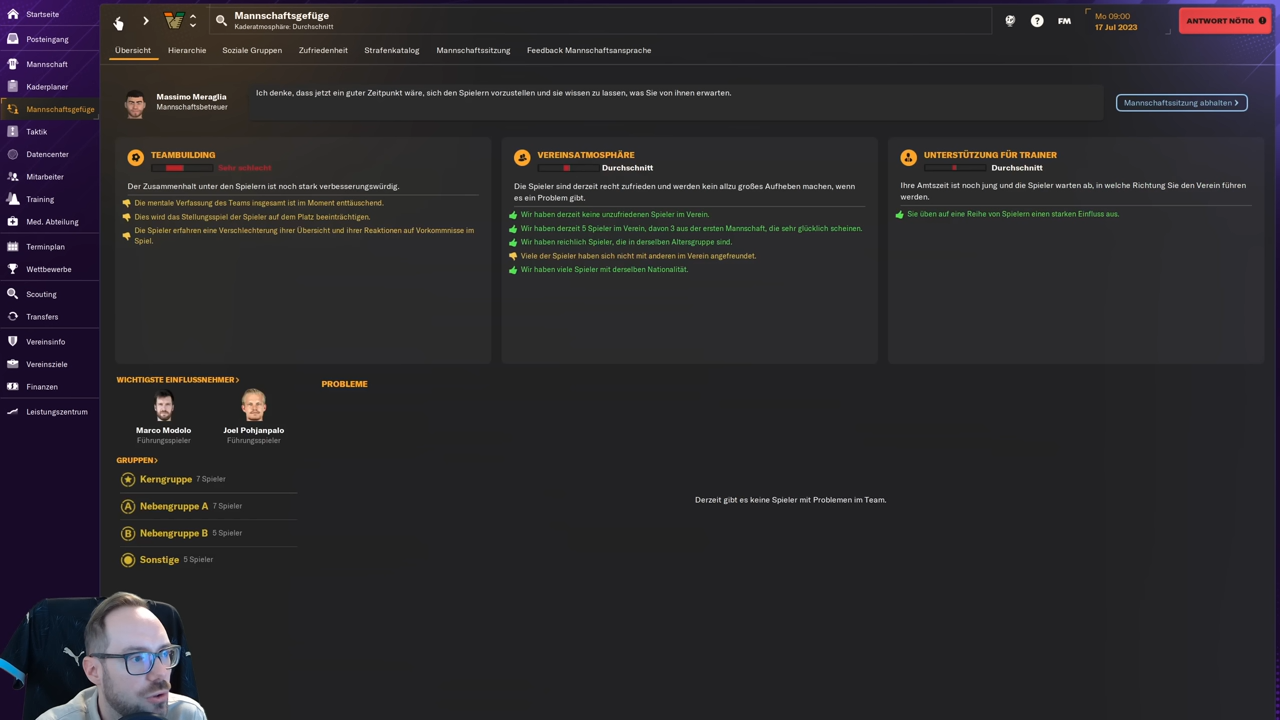 Startseite
Posteingang
Mannschaft
Kaderplaner
Mannschaftsgefüge
Taktik
Datencenter
Mitarbeiter
Training
Med. Abteilung
Terminplan
Wettbewerbe
Scouting
Transfers
Vereinsinfo
Vereinsziele
Finanzen
Leistungszentrum
Mannschaftsgefüge
Kaderatmosphäre: Durchschnitt
FM
Mo 09:00
17 Jul 2023
ANTWORT NÖTIG
Übersicht Hierarchie Soziale Gruppen Zufriedenheit Strafenkatalog Mannschaftssitzung Feedback Mannschaftsansprache
Massimo Meraglia
Mannschaftsbetreuer
Ich denke, dass jetzt ein guter Zeitpunkt wäre, sich den Spielern vorzustellen und sie wissen zu lassen, was Sie von ihnen erwarten.
Mannschaftssitzung abhalten
TEAMBUILDING
Sehr schlecht
Der Zusammenhalt unter den Spielern ist noch stark verbesserungswürdig.
Die mentale Verfassung des Teams insgesamt ist im Moment enttäuschend.
Dies wird das Stellungsspiel der Spieler auf dem Platz beeinträchtigen.
Die Spieler erfahren eine Verschlechterung ihrer Übersicht und ihrer Reaktionen auf Vorkommnisse im
Spiel.
VEREINSATMOSPHÄRE
Durchschnitt
Die Spieler sind derzeit recht zufrieden und werden kein allzu großes Aufheben machen, wenn
es ein Problem gibt.
Wir haben derzeit keine unzufriedenen Spieler im Verein.
Wir haben derzeit 5 Spieler im Verein, davon 3 aus der ersten Mannschaft, die sehr glücklich scheinen.
Wir haben reichlich Spieler, die in derselben Altersgruppe sind.
Viele der Spieler haben sich nicht mit anderen im Verein angefreundet.
Wir haben viele Spieler mit derselben Nationalität.
UNTERSTÜTZUNG FÜR TRAINER
Durchschnitt
Ihre Amtszeit ist noch jung und die Spieler warten ab, in welche Richtung Sie den Verein führen
werden.
Sie üben auf eine Reihe von Spielern einen starken Einfluss aus.
WICHTIGSTE EINFLUSSNEHMER
Marco Modolo
Führungsspieler
Joel Pohjanpalo
Führungsspieler
GRUPPEN
Kerngruppe 7 Spieler
A Nebengruppe A 7 Spieler
B Nebengruppe B 5 Spieler
Sonstige 5 Spieler
PROBLEME
Derzeit gibt es keine Spieler mit Problemen im Team.